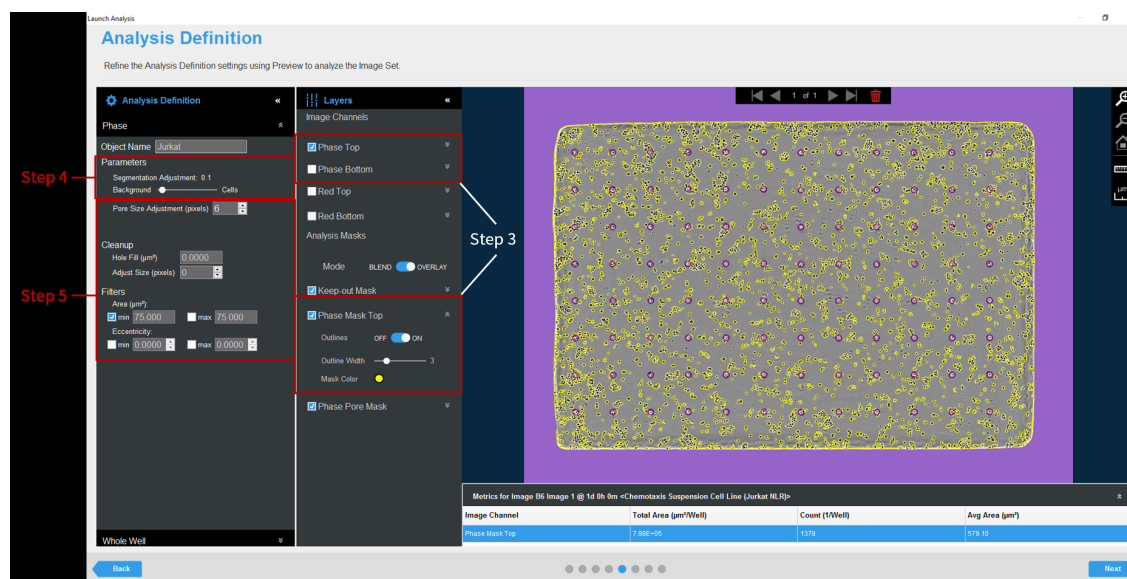 Launch Analysis
Analysis Definition
Refine the Analysis Definition settings using Preview to analyze the Image Set.
Analysis Definition «
Phase
Object Name Jurkat
Step 4
Parameters
Segmentation Adjustment: 0.1
Background Cells
Pore Size Adjustment (pixels) 6
Cleanup
Hole Fill (µm²) 0.0000
Adjust Size (pixels) 0
Step 5
Filters
Area (µm²):
min 75.000 max 75.000
Eccentricity:
min 0.0000 max 0.0000
Whole Well
Layers «
Image Channels
Phase Top
Phase Bottom
Red Top
Red Bottom
Step 3
Analysis Masks
Mode BLEND OVERLAY
Keep-out Mask
Phase Mask Top
Outlines OFF ON
Outline Width 3
Mask Color
Phase Pore Mask
1 of 1
µm
Metrics for Image B6 Image 1 @ 1d 0h 0m <Chemotaxis Suspension Cell Line (Jurkat NLR)>
Image Channel Total Area (µm²/Well) Count (1/Well) Avg Area (µm²)
Phase Mask Top 7.98E+05 1378 579.10
Back
Next